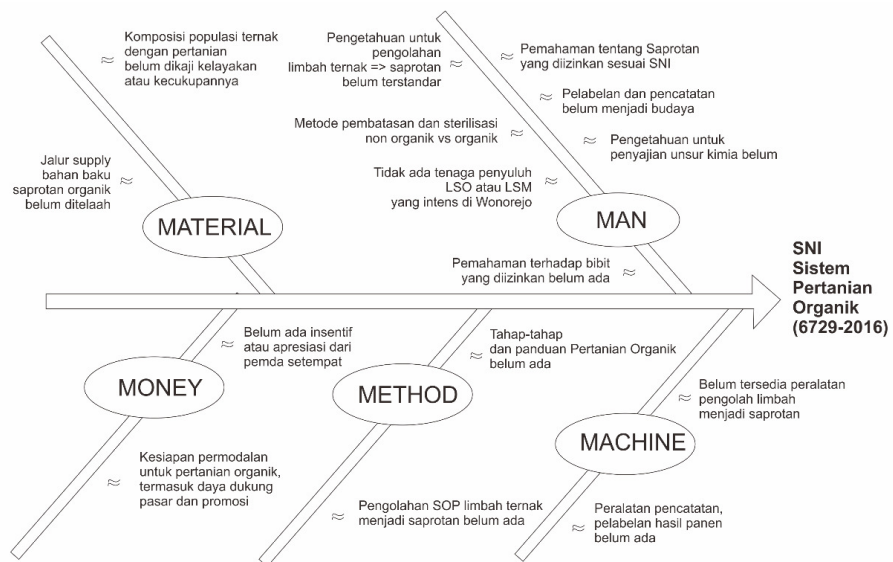 Komposisi populasi ternak
dengan pertanian
belum dikaji kelayakan
atau kecukupannya
Jalur supply
bahan baku
saprotan organik
belum ditelaah
MATERIAL
Pengetahuan untuk
pengolahan
limbah ternak => saprotan
belum terstandar
Metode pembatasan dan sterilisasi
non organik vs organik
Tidak ada tenaga penyuluh
LSO atau LSM
yang intens di Wonorejo
Pemahaman terhadap bibit
yang diizinkan belum ada
Pemahaman tentang Saprotan
yang diizinkan sesuai SNI
Pelabelan dan pencatatan
belum menjadi budaya
Pengetahuan untuk
penyajian unsur kimia belum
MAN
SNI
Sistem
Pertanian
Organik
(6729-2016)
Belum ada insentif
atau apresiasi dari
pemda setempat
MONEY
Kesiapan permodalan
untuk pertanian organik,
termasuk daya dukung
pasar dan promosi
Tahap-tahap
dan panduan Pertanian Organik
belum ada
METHOD
Pengolahan SOP limbah ternak
menjadi saprotan belum ada
Belum tersedia peralatan
pengolah limbah
menjadi saprotan
MACHINE
Peralatan pencatatan,
pelabelan hasil panen
belum ada